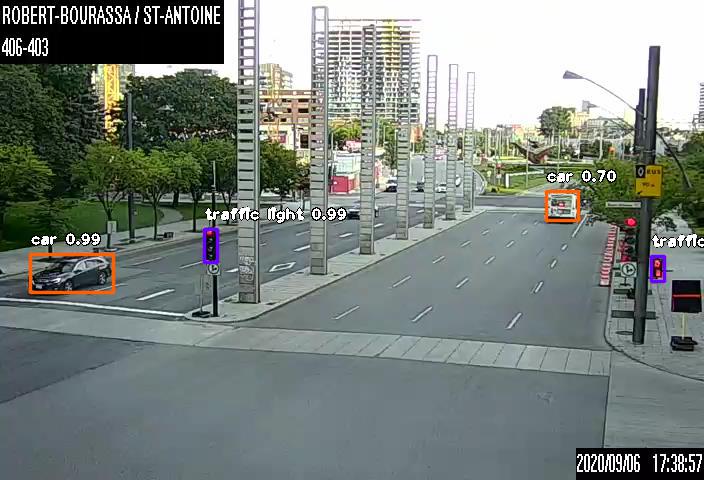 ROBERT-BOURASSA / ST-ANTOINE
406-403
car 0.70
traffic light 0.99
car 0.99
traffic
BUS
2020/09/06 17:38:57